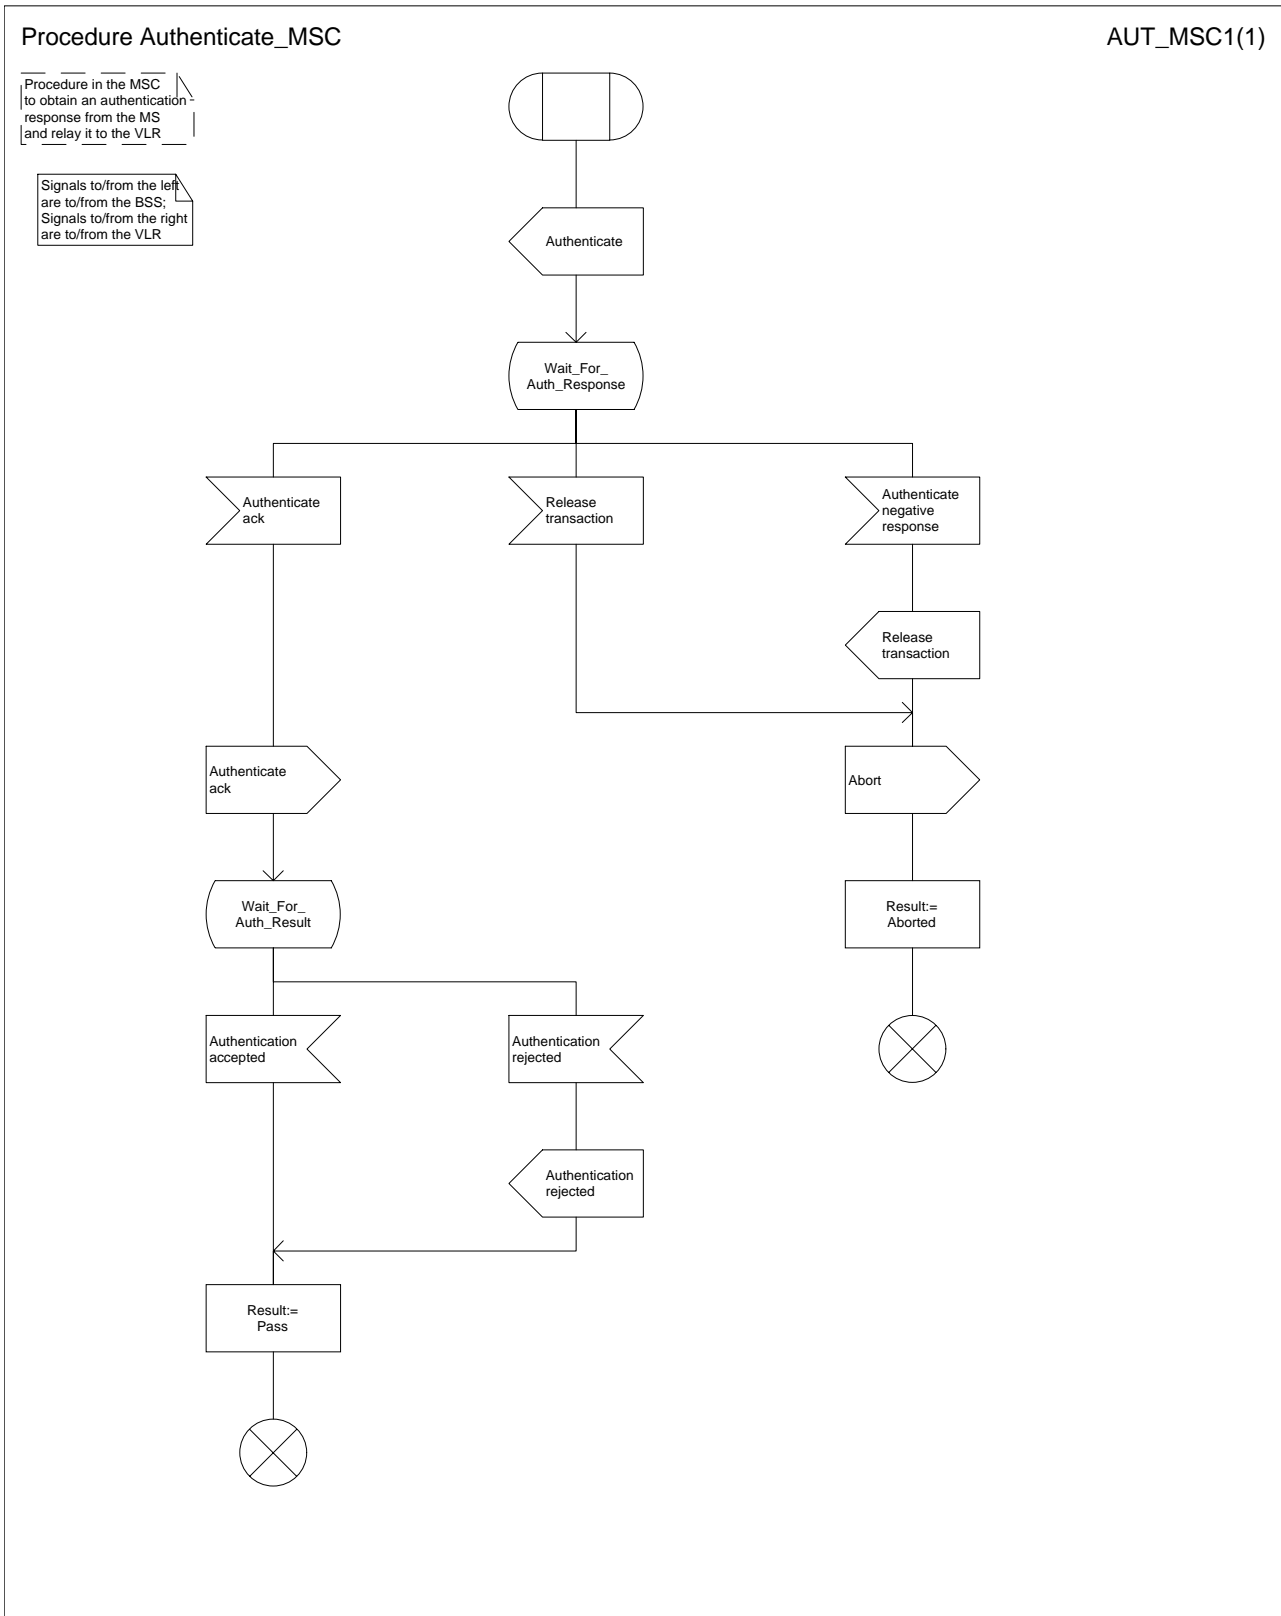 Procedure Authenticate_MSC
AUT_MSC1(1)
Procedure in the MSC
to obtain an authentication
response from the MS
and relay it to the VLR
Signals to/from the left
are to/from the BSS;
Signals to/from the right
are to/from the VLR
Authenticate
Wait_For_
Auth_Response
Authenticate
ack
Release
transaction
Authenticate
negative
response
Release
transaction
Authenticate
ack
Abort
Wait_For_
Auth_Result
Result:=
Aborted
Authentication
accepted
Authentication
rejected
Authentication
rejected
Result:=
Pass